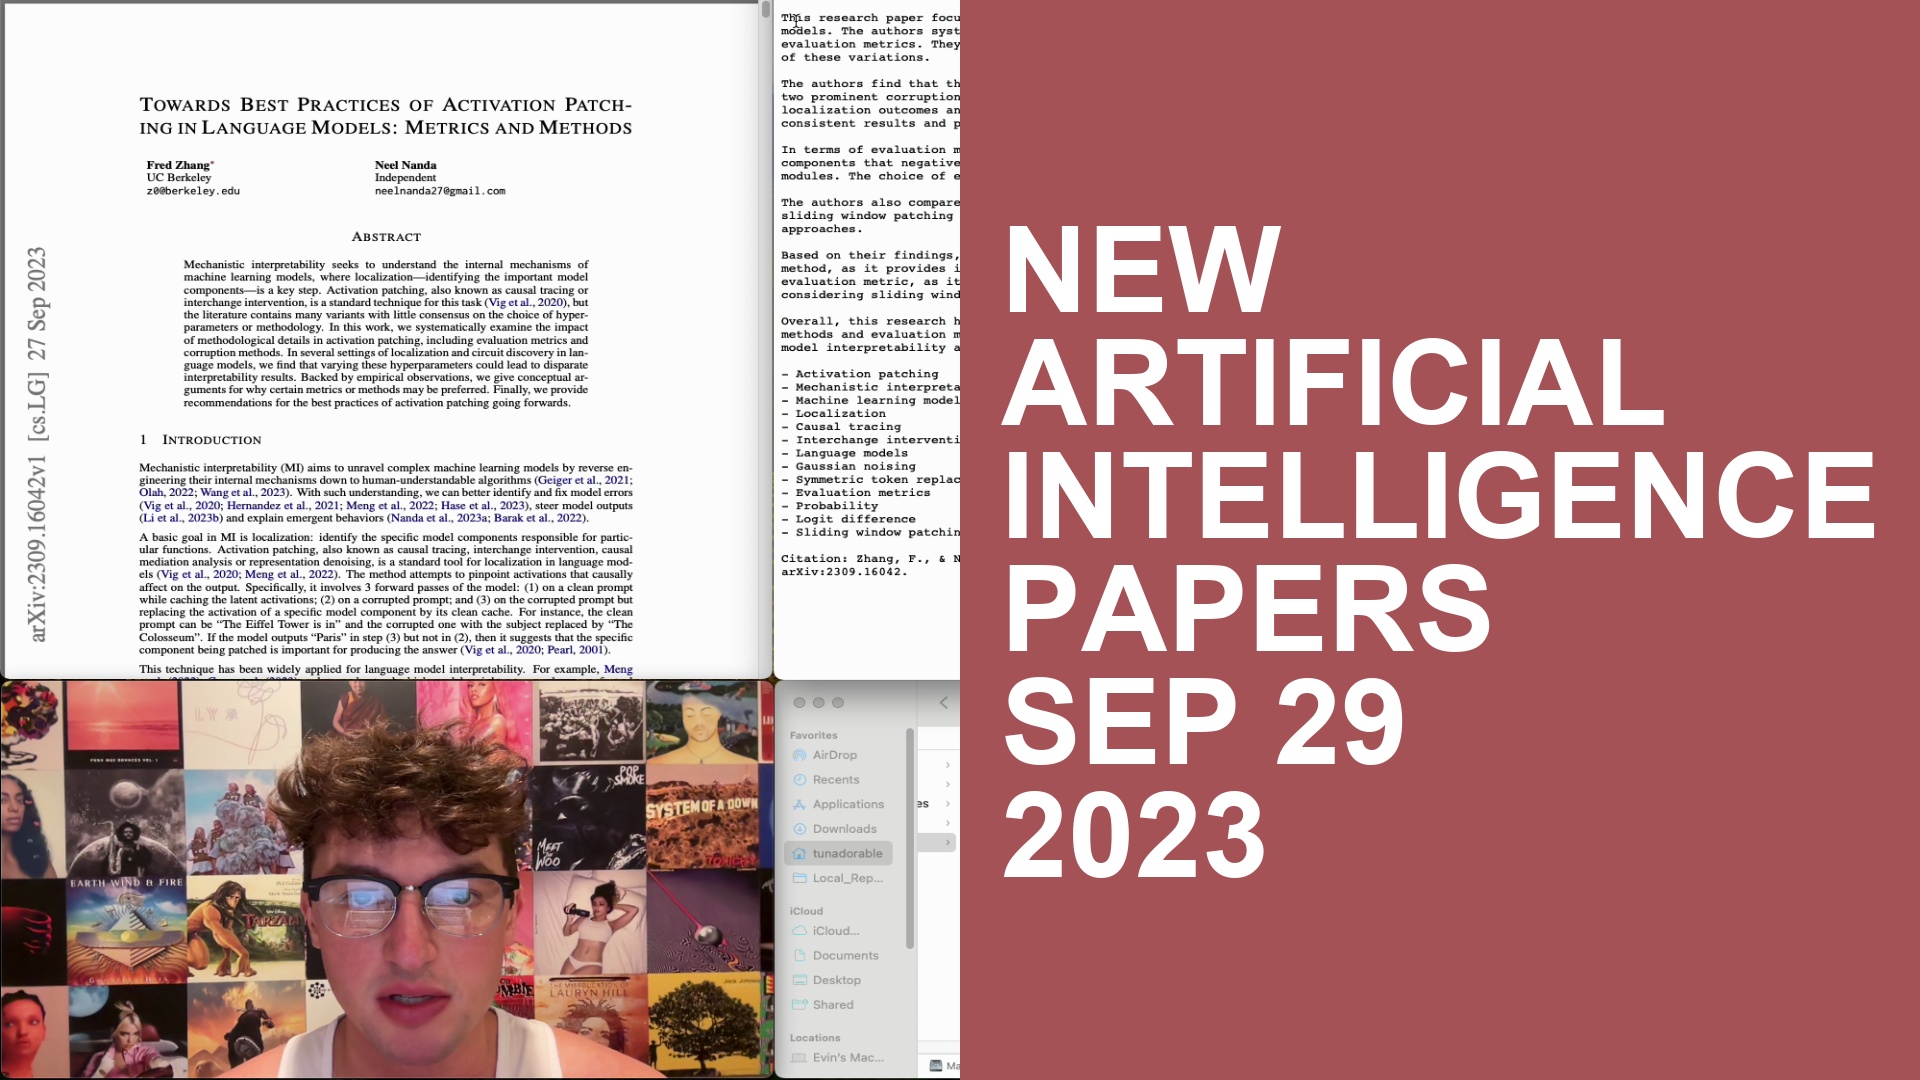 TOWARDS BEST PRACTICES OF ACTIVATION PATCH-
ING IN LANGUAGE MODELS: METRICS AND METHODS
Fred Zhang*
UC Berkeley
z0@berkeley.edu
Neel Nanda
Independent
neelnanda27@gmail.com
ABSTRACT
Mechanistic interpretability seeks to understand the internal mechanisms of
machine learning models, where localization—identifying the important model
components—is a key step. Activation patching, also known as causal tracing or
interchange intervention, is a standard technique for this task (Vig et al., 2020), but
the literature contains many variants with little consensus on the choice of hyper-
parameters or methodology. In this work, we systematically examine the impact
of methodological details in activation patching, including evaluation metrics and
corruption methods. In several settings of localization and circuit discovery in lan-
guage models, we find that varying these hyperparameters could lead to disparate
interpretability results. Backed by empirical observations, we give conceptual ar-
guments for why certain metrics or methods may be preferred. Finally, we provide
recommendations for the best practices of activation patching going forwards.
1 INTRODUCTION
Mechanistic interpretability (MI) aims to unravel complex machine learning models by reverse en-
gineering their internal mechanisms down to human-understandable algorithms (Geiger et al., 2021;
Olah, 2022; Wang et al., 2023). With such understanding, we can better identify and fix model errors
(Vig et al., 2020; Hernandez et al., 2021; Meng et al., 2022; Hase et al., 2023), steer model outputs
(Li et al., 2023b) and explain emergent behaviors (Nanda et al., 2023a; Barak et al., 2022).
A basic goal in MI is localization: identify the specific model components responsible for partic-
ular functions. Activation patching, also known as causal tracing, interchange intervention, causal
mediation analysis or representation denoising, is a standard tool for localization in language mod-
els (Vig et al., 2020; Meng et al., 2022). The method attempts to pinpoint activations that causally
affect on the output. Specifically, it involves 3 forward passes of the model: (1) on a clean prompt
while caching the latent activations; (2) on a corrupted prompt; and (3) on the corrupted prompt but
replacing the activation of a specific model component by its clean cache. For instance, the clean
prompt can be “The Eiffel Tower is in” and the corrupted one with the subject replaced by “The
Colosseum”. If the model outputs “Paris” in step (3) but not in (2), then it suggests that the specific
component being patched is important for producing the answer (Vig et al., 2020; Pearl, 2001).
This technique has been widely applied for language model interpretability. For example, Meng
arXiv:2309.16042v1 [cs.LG] 27 Sep 2023
This research paper focu
models. The authors syst
evaluation metrics. They
of these variations.
The authors find that th
two prominent corruption
localization outcomes an
consistent results and p
In terms of evaluation m
components that negative
modules. The choice of e
The authors also compare
sliding window patching
approaches.
Based on their findings,
method, as it provides i
evaluation metric, as it
considering sliding wind
Overall, this research h
methods and evaluation m
model interpretability a
- Activation patching
- Mechanistic interpreta
- Machine learning model
- Localization
- Causal tracing
- Interchange interventi
- Language models
- Gaussian noising
- Symmetric token replac
- Evaluation metrics
- Probability
- Logit difference
- Sliding window patchin
Citation: Zhang, F., & N
arXiv:2309.16042.
POP
SMOKE
MEET
THE
WOO
SYSTEM OF A DOWN
TOXICITY
EARTH WIND & FIRE
TARZAN
THE MISEDUCATION OF
LAURYN HILL
Favorites
AirDrop
Recents
Applications
Downloads
tunadorable
Local_Rep...
iCloud
iCloud...
Documents
Desktop
Shared
Locations
Evin's Mac...
es
Ma
NEW
ARTIFICIAL
INTELLIGENCE
PAPERS
SEP 29
2023